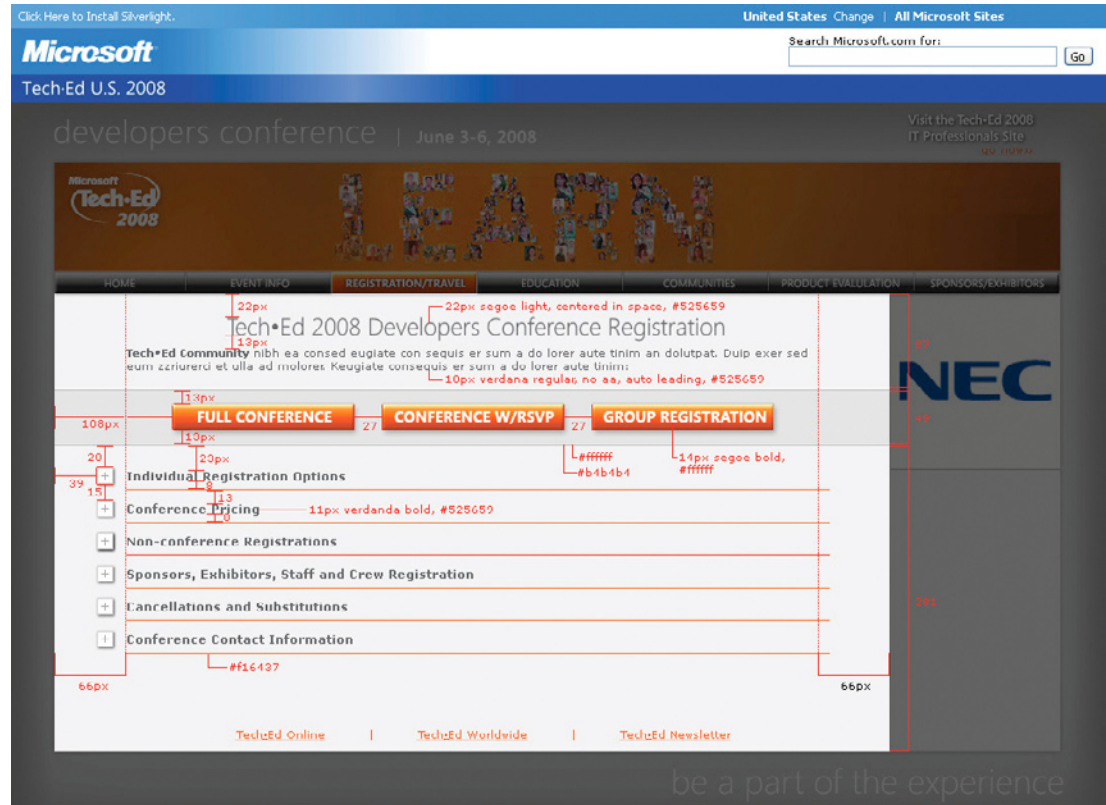 Click Here to Install Silverlight.
United States Change | All Microsoft Sites
Microsoft
Search Microsoft.com for:
Go
Tech·Ed U.S. 2008
developers conference | June 3-6, 2008
Visit the Tech·Ed 2008
IT Professionals Site
go now»
Microsoft
Tech·Ed
2008
LEARN
HOME EVENT INFO REGISTRATION/TRAVEL EDUCATION COMMUNITIES PRODUCT EVALULATION SPONSORS/EXHIBITORS
22px
22px segoe light, centered in space, #525659
Tech•Ed 2008 Developers Conference Registration
13px
Tech•Ed Community nibh ea consed eugiate con sequis er sum a do lorer aute tinim an dolutpat. Duip exer sed
eum zzriurerci et ulla ad molorer. Keugiate consequis er sum a do lorer aute tinim:
10px verdana regular, no aa, auto leading, #525659
NEC
13px
108px
FULL CONFERENCE
27
CONFERENCE W/RSVP
27
GROUP REGISTRATION
13px
20
23px
#ffffff
#b4b4b4
14px segoe bold,
#ffffff
39
15
Individual Registration Options
8
13
Conference Pricing
11px verdanda bold, #525659
Non-conference Registrations
Sponsors, Exhibitors, Staff and Crew Registration
Cancellations and Substitutions
Conference Contact Information
#f16437
66px
66px
Tech·Ed Online | Tech·Ed Worldwide | Tech·Ed Newsletter
be a part of the experience